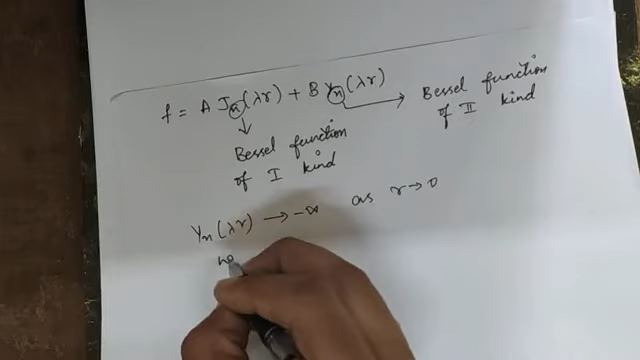 f = A Jn(λr) + B Yn(λr)
Bessel function
of II kind
Bessel function
of I kind
Yn(λr) → -∞ as r → 0